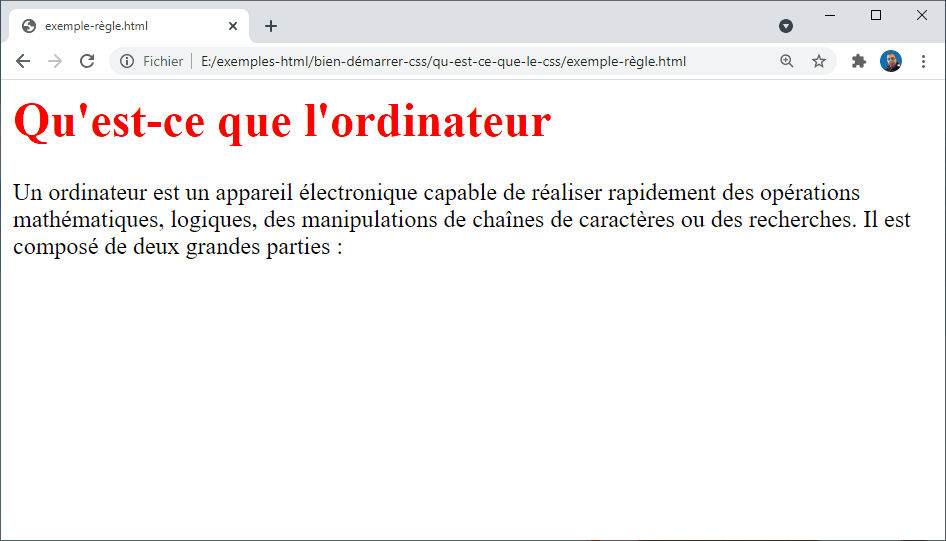 exemple-règle.html
Fichier E:/exemples-html/bien-démarrer-css/qu-est-ce-que-le-css/exemple-règle.html
Qu'est-ce que l'ordinateur
Un ordinateur est un appareil électronique capable de réaliser rapidement des opérations
mathématiques, logiques, des manipulations de chaînes de caractères ou des recherches. Il est
composé de deux grandes parties :